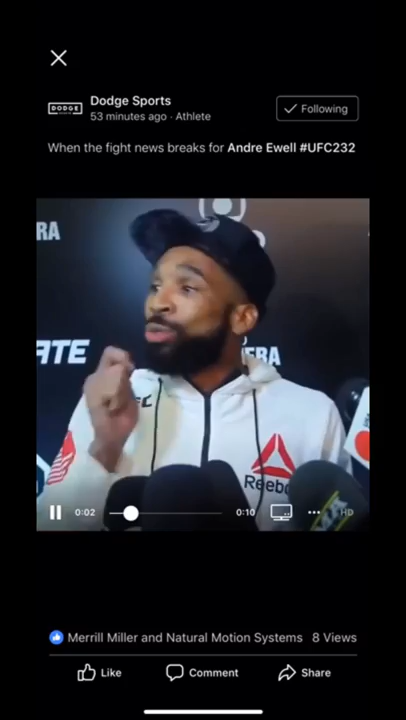 DODGE
Dodge Sports
53 minutes ago · Athlete
Following
When the fight news breaks for Andre Ewell #UFC232
RA
ATE
ERA
Reebo
0:02
0:10
HD
Merrill Miller and Natural Motion Systems
8 Views
Like
Comment
Share